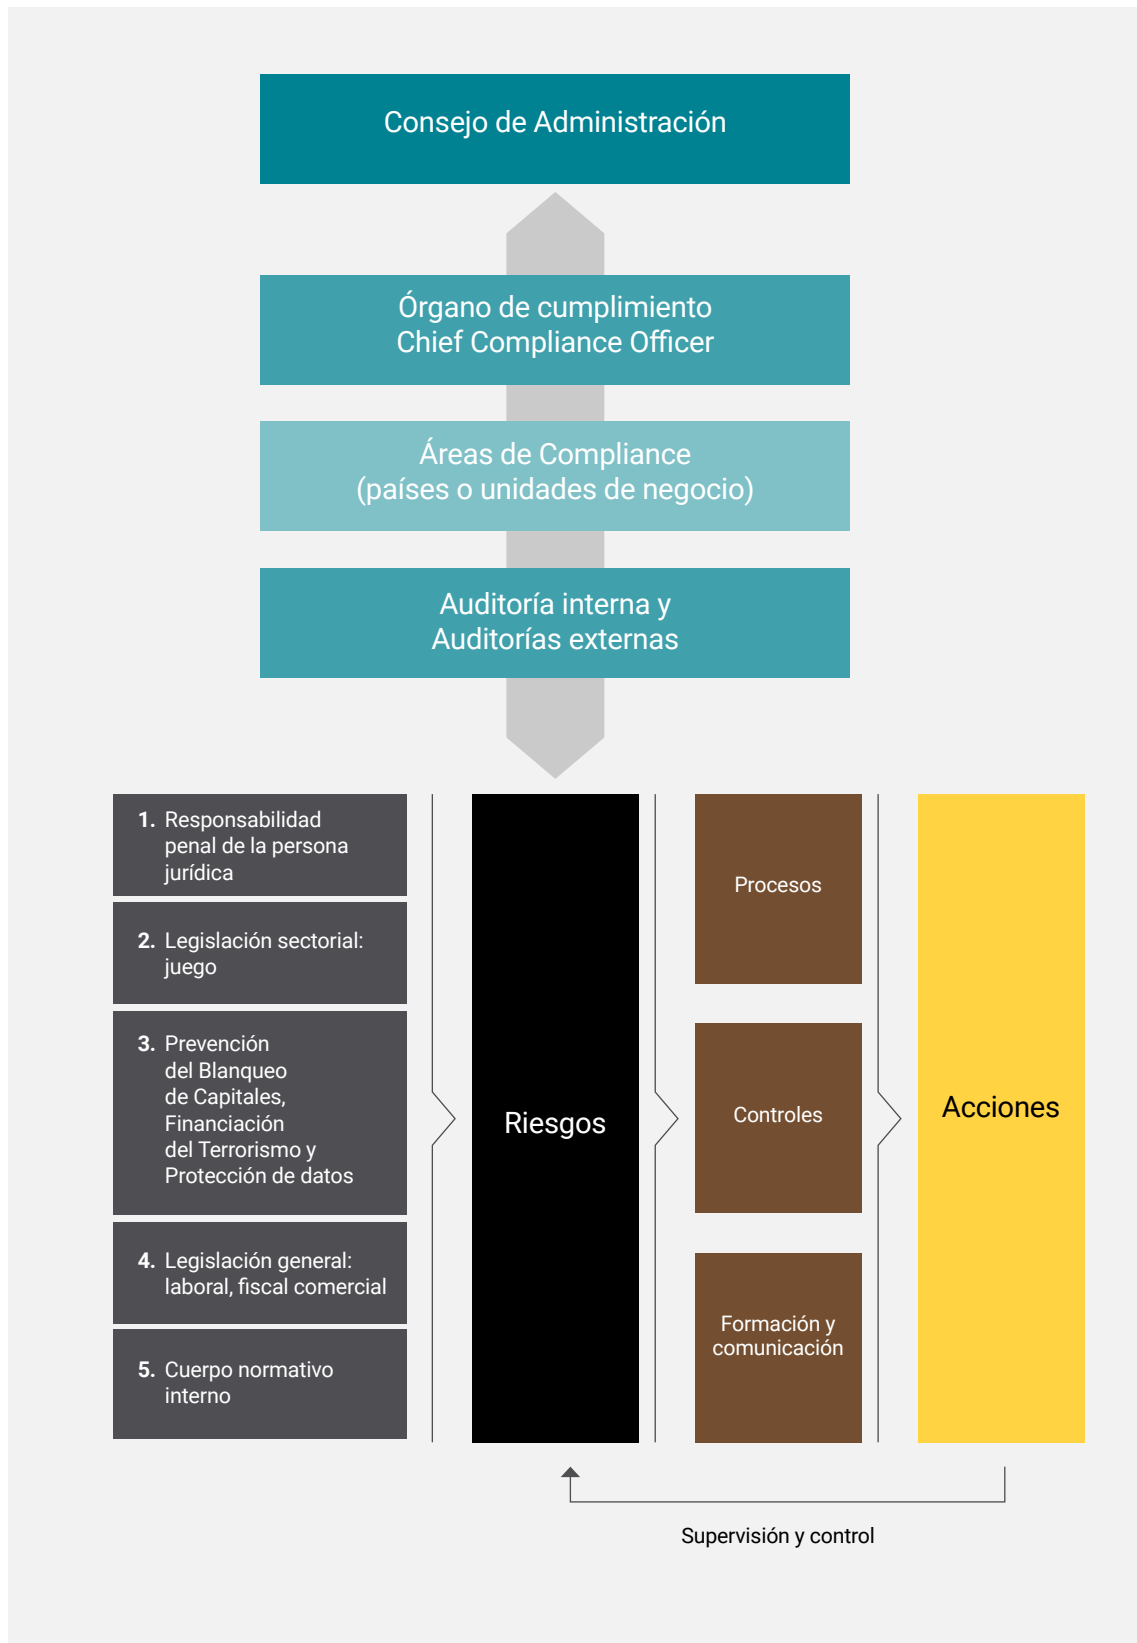 Consejo de Administración
Órgano de cumplimiento
Chief Compliance Officer
Áreas de Compliance
(países o unidades de negocio)
Auditoría interna y
Auditorías externas
1. Responsabilidad
penal de la persona
jurídica
2. Legislación sectorial:
juego
3. Prevención
del Blanqueo
de Capitales,
Financiación
del Terrorismo y
Protección de datos
4. Legislación general:
laboral, fiscal comercial
5. Cuerpo normativo
interno
Riesgos
Procesos
Controles
Formación y
comunicación
Acciones
Supervisión y control